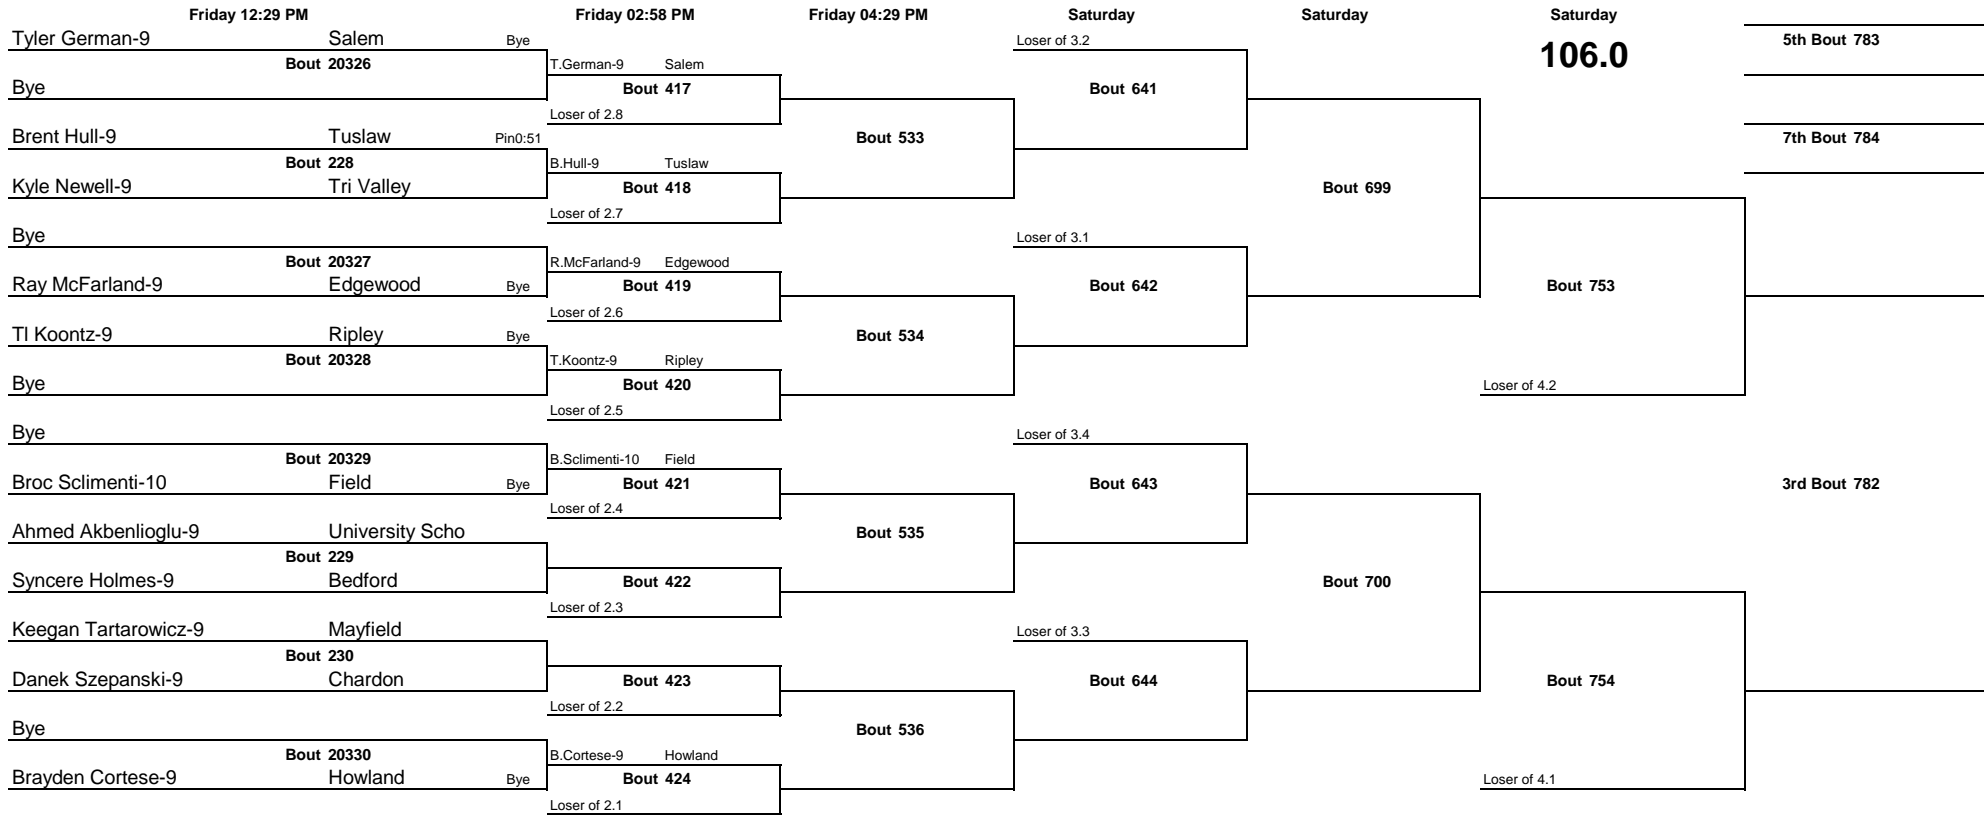 Friday 12:29 PM Friday 02:58 PM Friday 04:29 PM Saturday Saturday Saturday
Tyler German-9 Salem Bye Loser of 3.2 106.0 5th Bout 783
Bout 20326 T.German-9 Salem
Bye Bout 417 Bout 641
Loser of 2.8
Brent Hull-9 Tuslaw Pin0:51 Bout 533 7th Bout 784
Bout 228 B.Hull-9 Tuslaw
Kyle Newell-9 Tri Valley Bout 418 Bout 699
Loser of 2.7
Bye Loser of 3.1
Bout 20327 R.McFarland-9 Edgewood
Ray McFarland-9 Edgewood Bye Bout 419 Bout 642 Bout 753
Loser of 2.6
Tl Koontz-9 Ripley Bye Bout 534
Bout 20328 T.Koontz-9 Ripley
Bye Bout 420 Loser of 4.2
Loser of 2.5
Bye Loser of 3.4
Bout 20329 B.Sclimenti-10 Field
Broc Sclimenti-10 Field Bye Bout 421 Bout 643 3rd Bout 782
Loser of 2.4
Ahmed Akbenlioglu-9 University Scho Bout 535
Bout 229
Syncere Holmes-9 Bedford Bout 422 Bout 700
Loser of 2.3
Keegan Tartarowicz-9 Mayfield Loser of 3.3
Bout 230
Danek Szepanski-9 Chardon Bout 423 Bout 644 Bout 754
Loser of 2.2
Bye Bout 536
Bout 20330 B.Cortese-9 Howland
Brayden Cortese-9 Howland Bye Bout 424 Loser of 4.1
Loser of 2.1